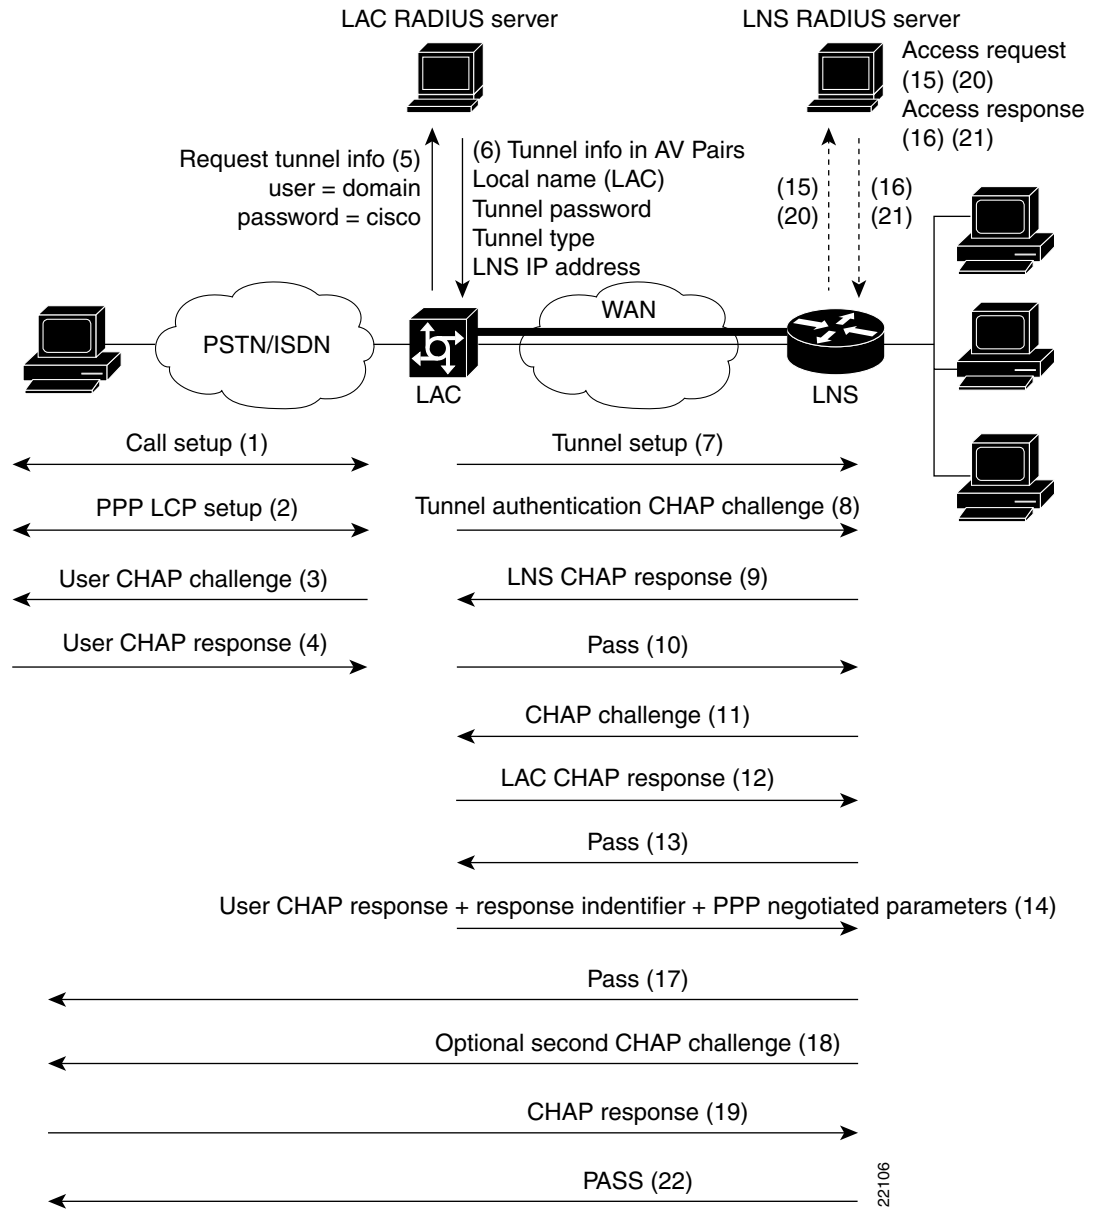 LAC RADIUS server
LNS RADIUS server
Access request
(15) (20)
Access response
(16) (21)
Request tunnel info (5)
user = domain
password = cisco
(6) Tunnel info in AV Pairs
Local name (LAC)
Tunnel password
Tunnel type
LNS IP address
(15)
(20)
(16)
(21)
PSTN/ISDN
WAN
LAC
LNS
Call setup (1)
Tunnel setup (7)
PPP LCP setup (2)
Tunnel authentication CHAP challenge (8)
User CHAP challenge (3)
LNS CHAP response (9)
User CHAP response (4)
Pass (10)
CHAP challenge (11)
LAC CHAP response (12)
Pass (13)
User CHAP response + response indentifier + PPP negotiated parameters (14)
Pass (17)
Optional second CHAP challenge (18)
CHAP response (19)
PASS (22)
22106